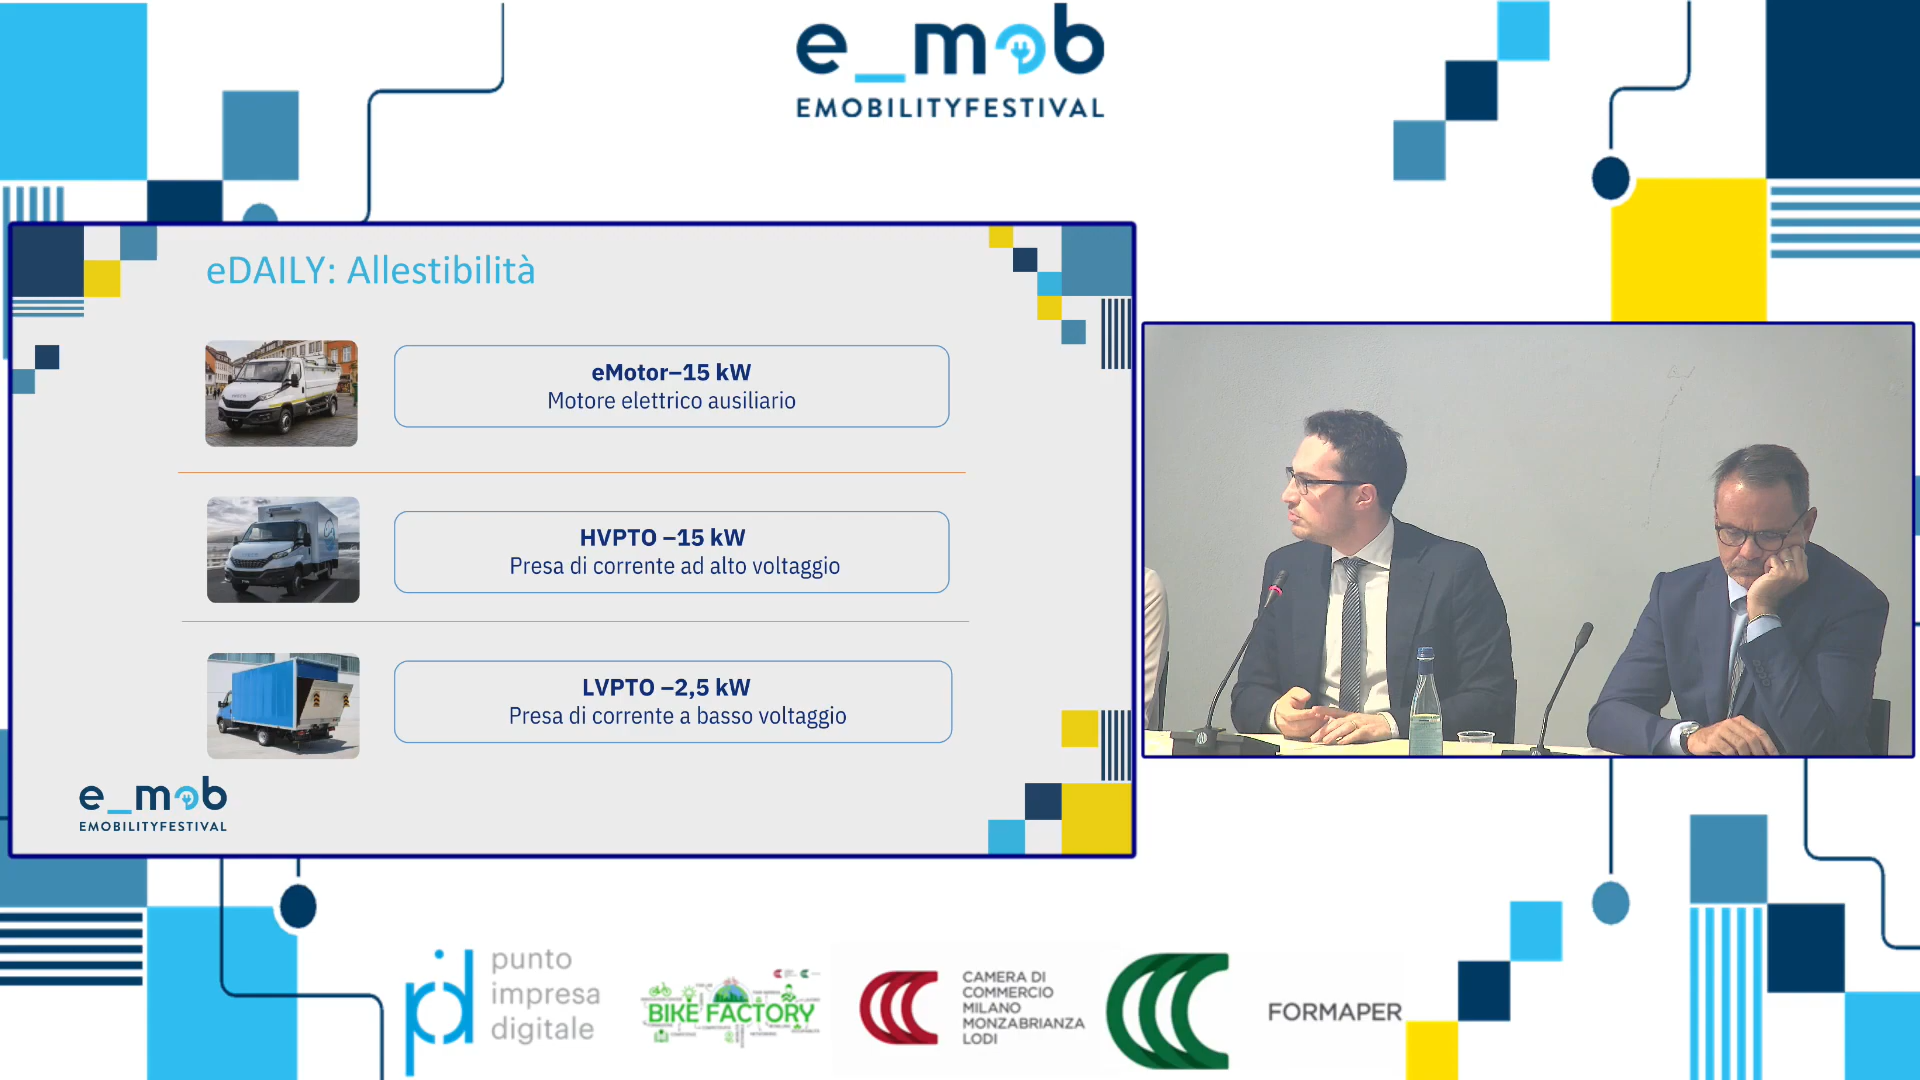 e_mob
EMOBILITYFESTIVAL
eDAILY: Allestibilità
eMotor–15 kW
Motore elettrico ausiliario
HVPTO –15 kW
Presa di corrente ad alto voltaggio
LVPTO –2,5 kW
Presa di corrente a basso voltaggio
e_mob
EMOBILITYFESTIVAL
pid
punto
impresa
digitale
BIKE FACTORY
CAMERA DI
COMMERCIO
MILANO
MONZABRIANZA
LODI
FORMAPER